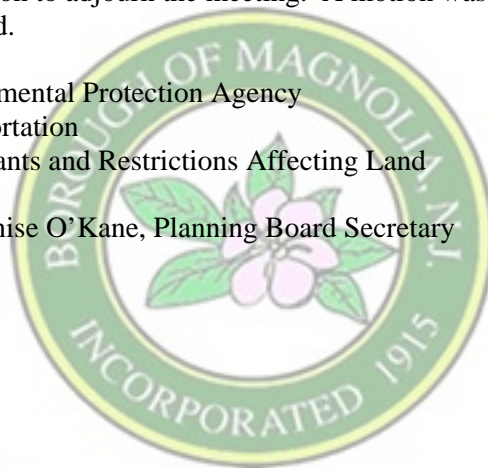 on to adjourn the meeting. A motion was
d.
mental Protection Agency
ortation
ants and Restrictions Affecting Land
nise O'Kane, Planning Board Secretary
BOROUGH OF MAGNOLIA, N.J.
INCORPORATED 1915